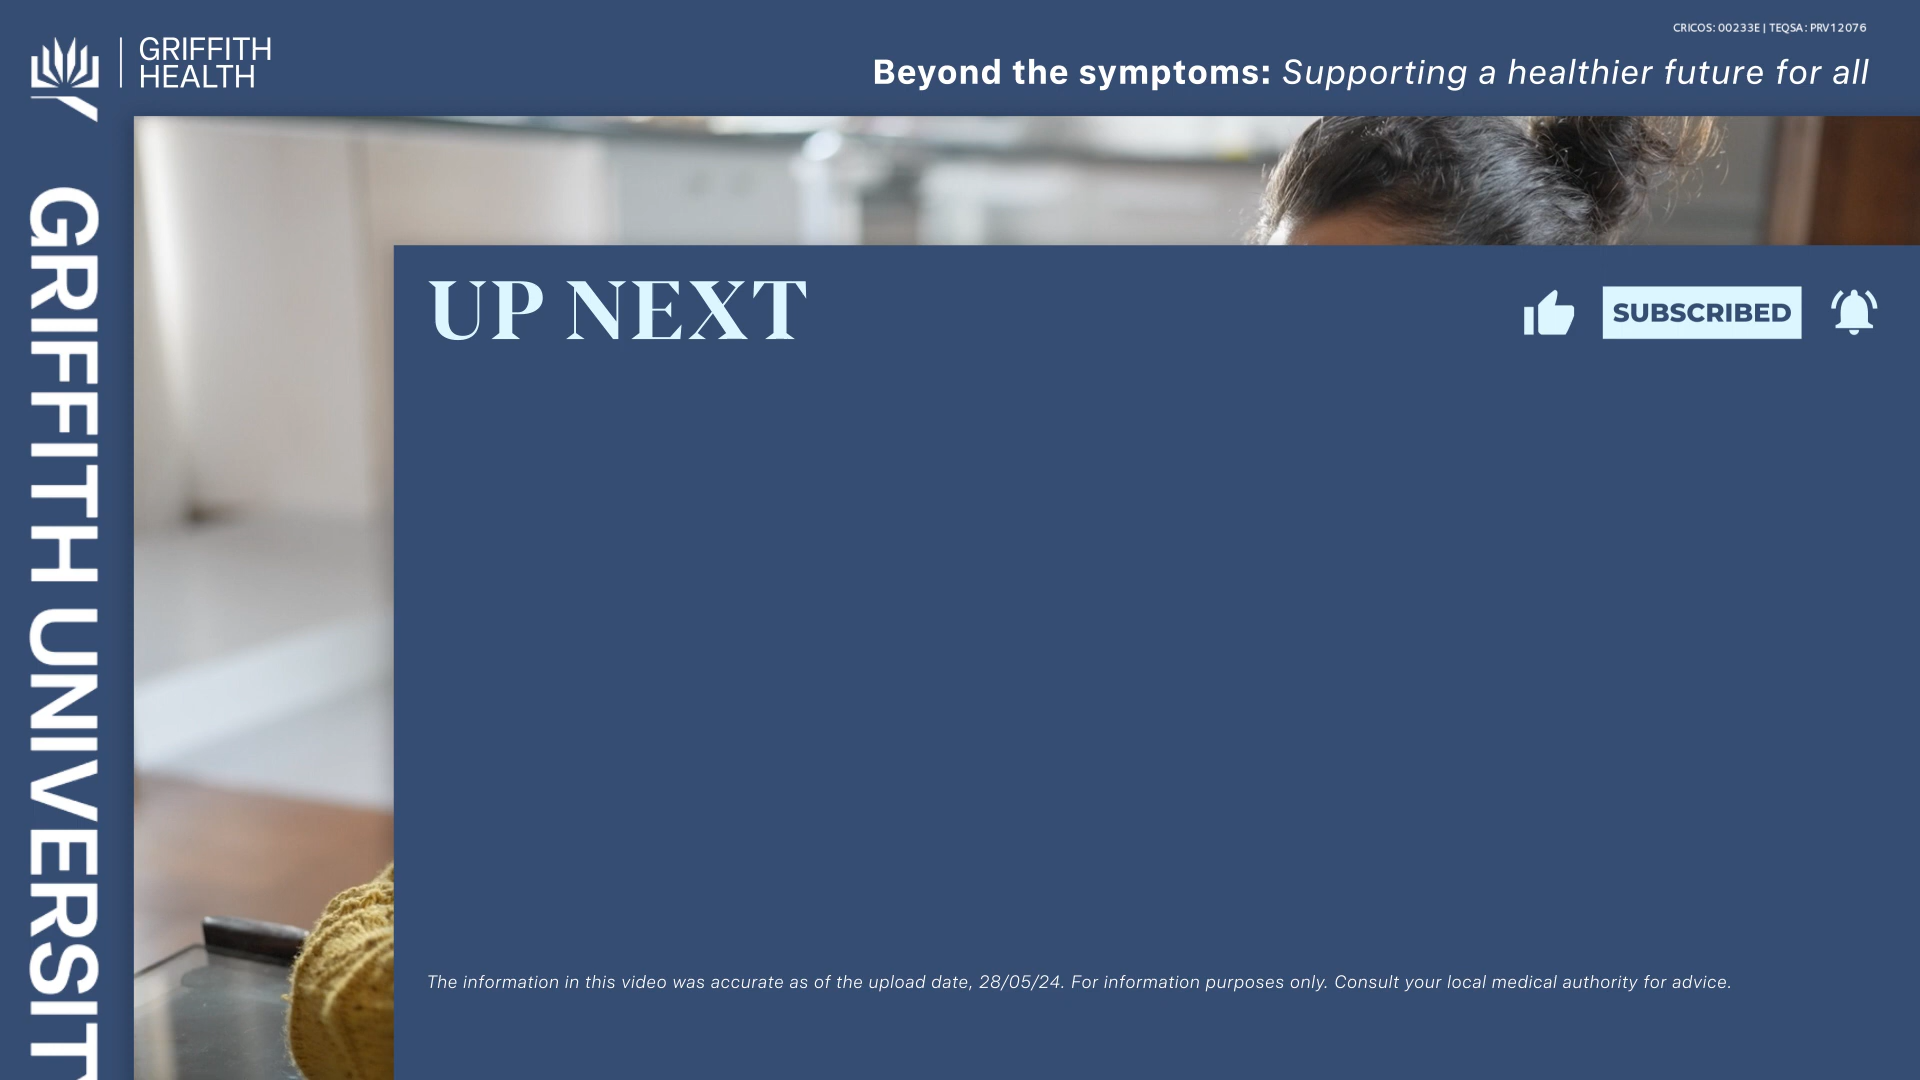 CRICOS: 00233E | TEQSA: PRV12076
GRIFFITH
HEALTH
Beyond the symptoms: Supporting a healthier future for all
GRIFFITH UNIVERSIT
UP NEXT
SUBSCRIBED
The information in this video was accurate as of the upload date, 28/05/24. For information purposes only. Consult your local medical authority for advice.